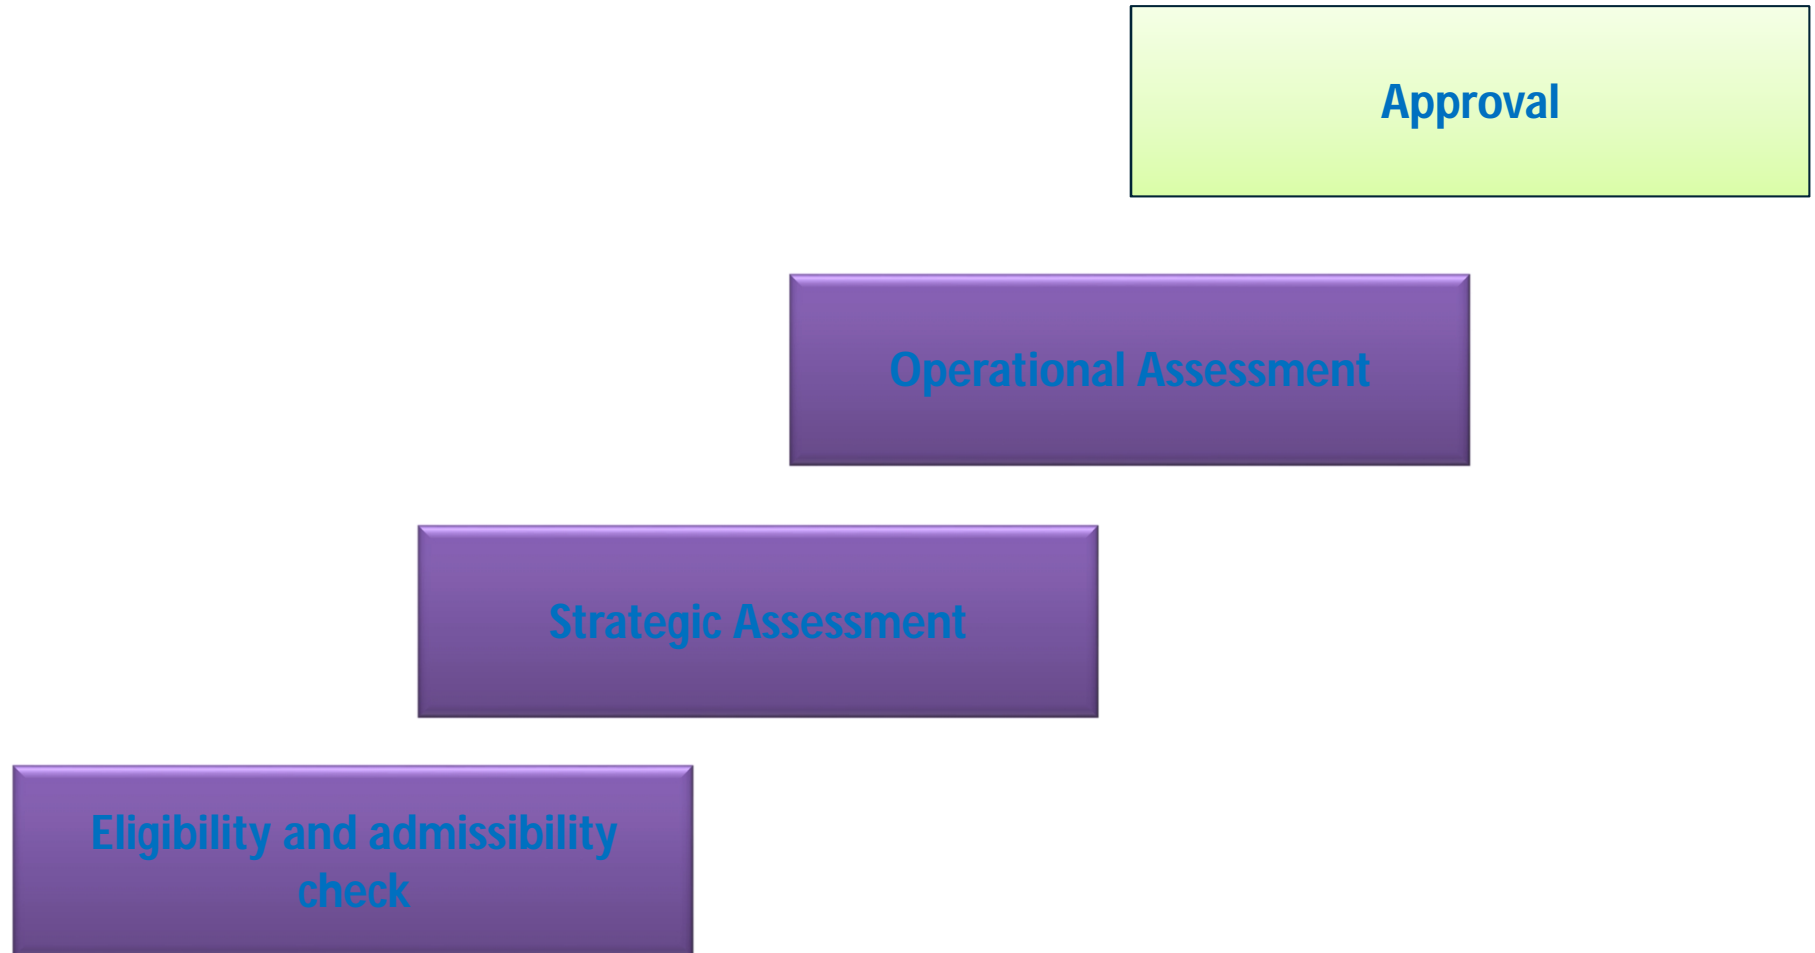 Approval
Operational Assessment
Strategic Assessment
Eligibility and admissibility
check